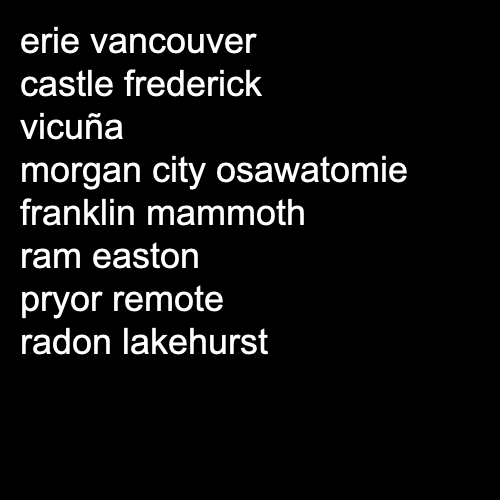 erie vancouver
castle frederick
vicuña
morgan city osawatomie
franklin mammoth
ram easton
pryor remote
radon lakehurst